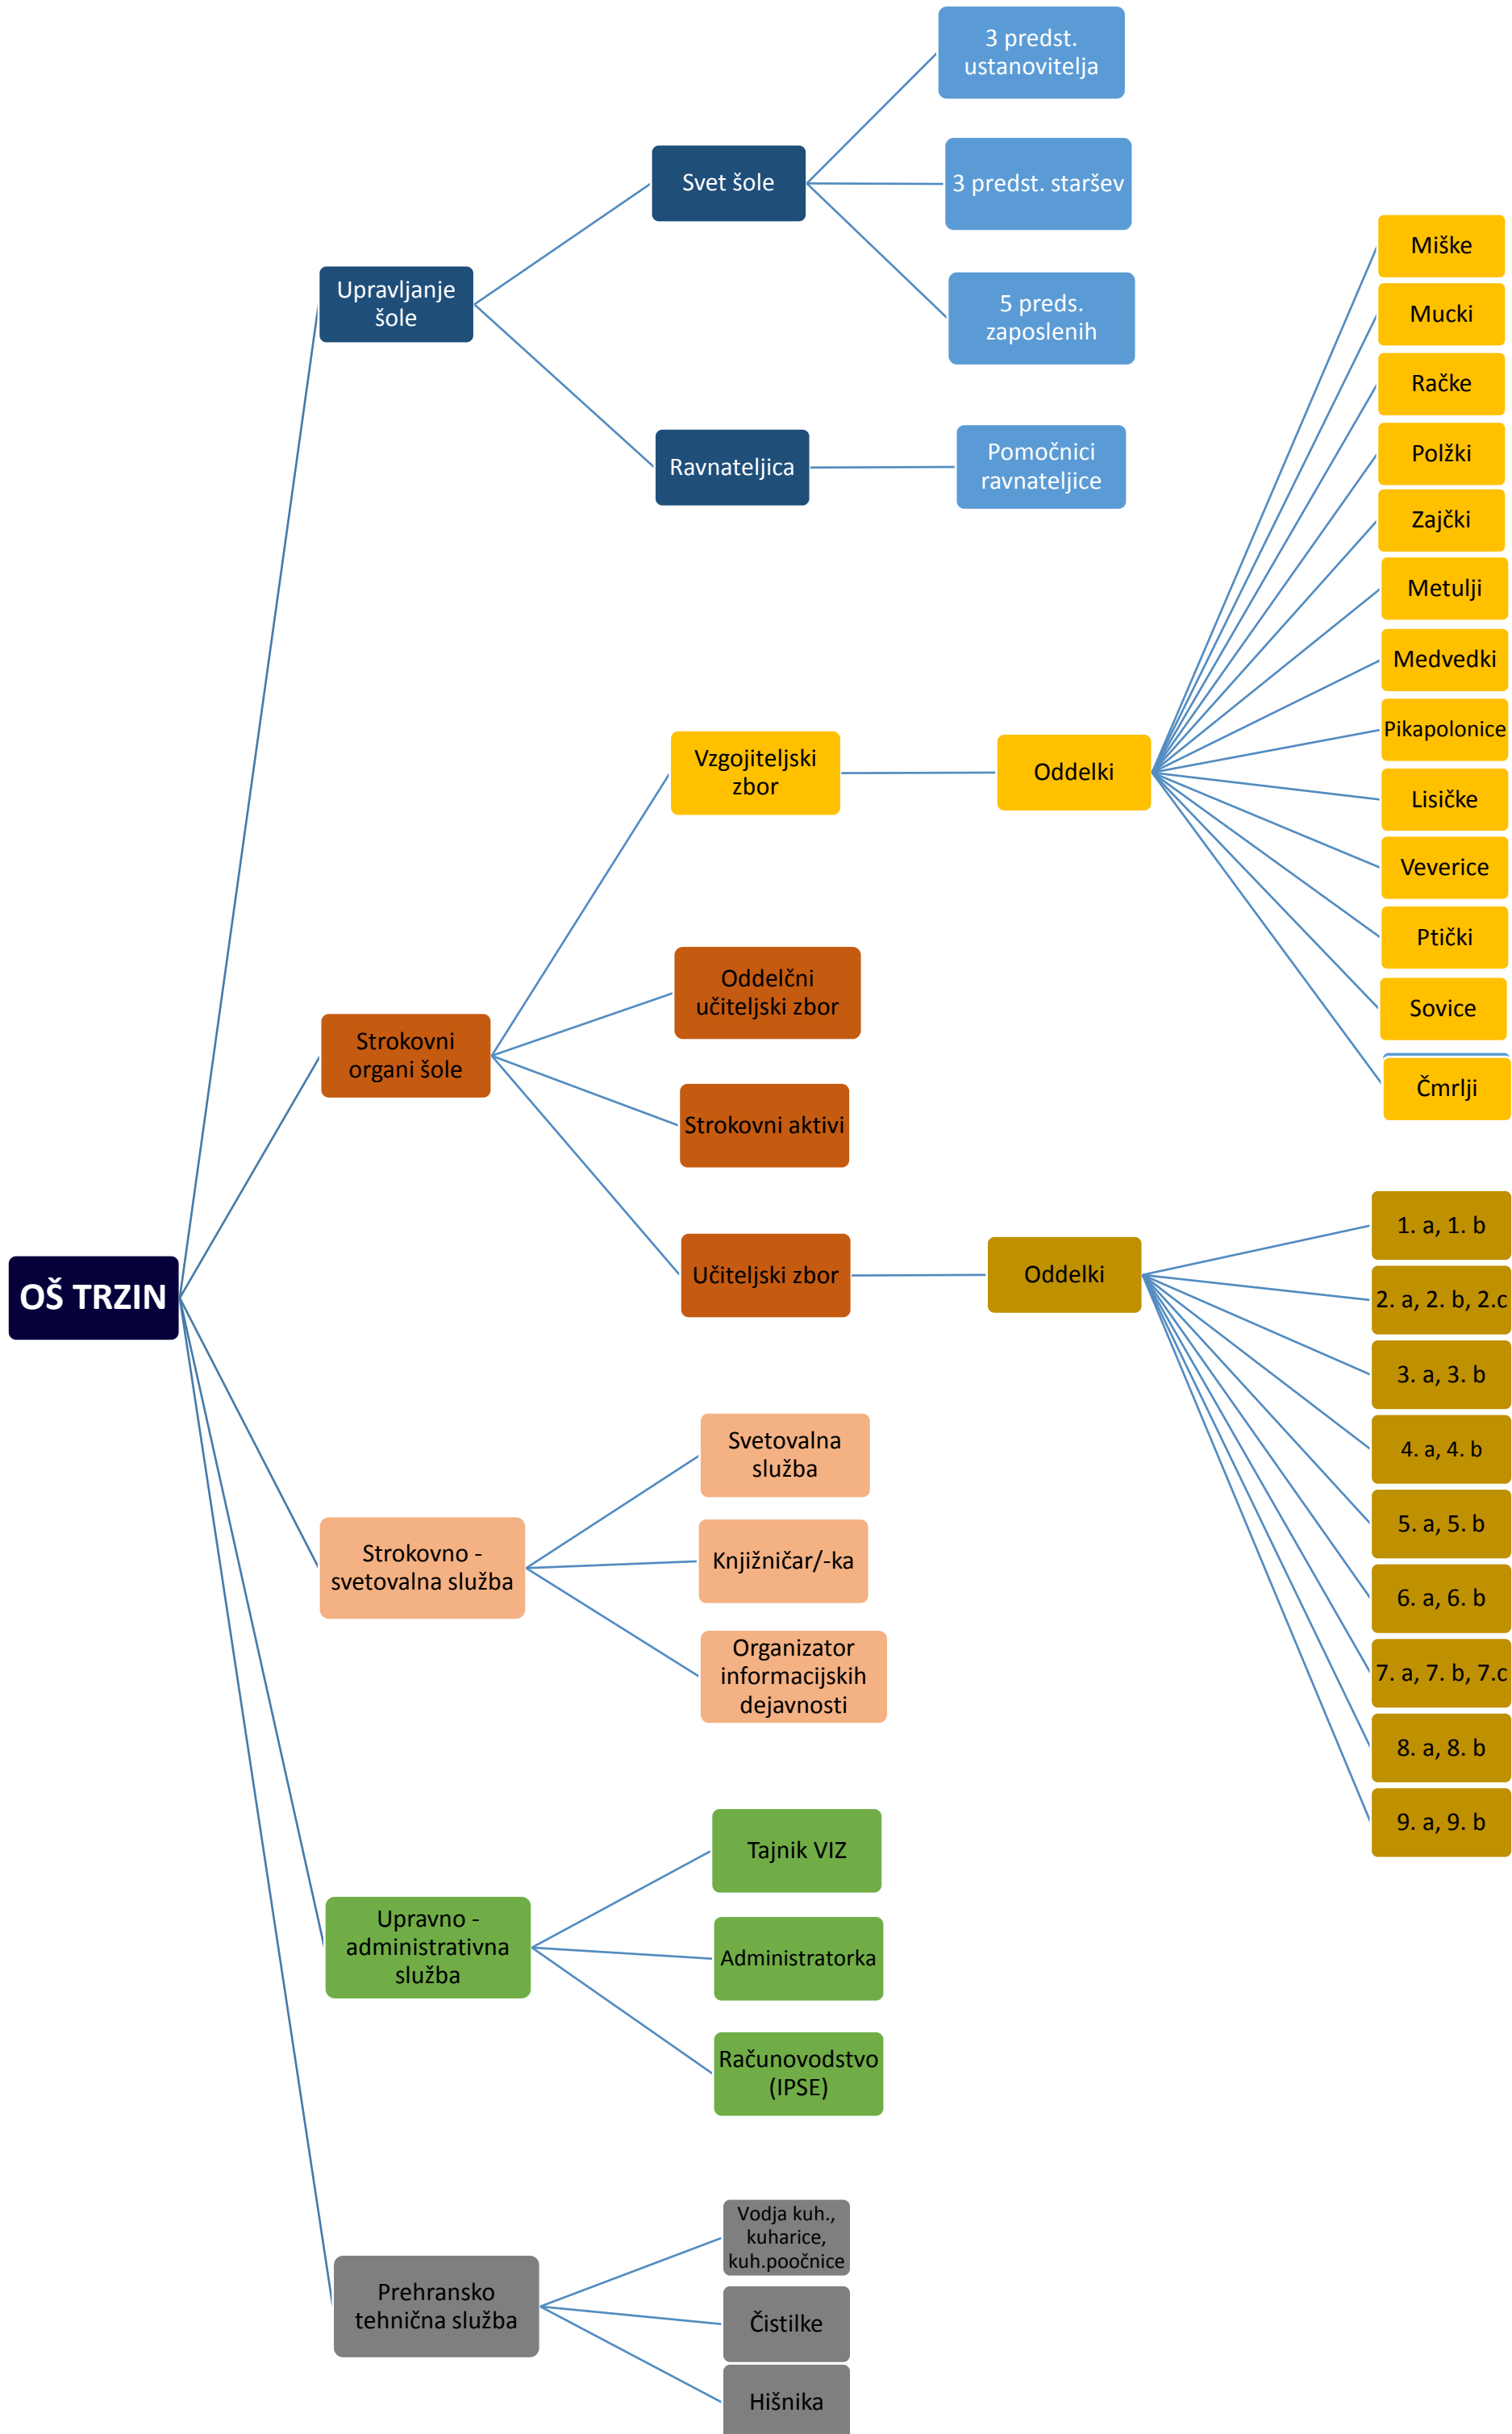 OŠ TRZIN
Upravljanje
šole
Svet šole
3 predst.
ustanovitelja
3 predst. staršev
5 preds.
zaposlenih
Ravnateljica
Pomočnici
ravnateljice
Strokovni
organi šole
Vzgojiteljski
zbor
Oddelki
Miške
Mucki
Račke
Polžki
Zajčki
Metulji
Medvedki
Pikapolonice
Lisičke
Veverice
Ptički
Sovice
Čmrlji
Oddelčni
učiteljski zbor
Strokovni aktivi
Učiteljski zbor
Oddelki
1. a, 1. b
2. a, 2. b, 2.c
3. a, 3. b
4. a, 4. b
5. a, 5. b
6. a, 6. b
7. a, 7. b, 7.c
8. a, 8. b
9. a, 9. b
Strokovno -
svetovalna služba
Svetovalna
služba
Knjižničar/-ka
Organizator
informacijskih
dejavnosti
Upravno -
administrativna
služba
Tajnik VIZ
Administratorka
Računovodstvo
(IPSE)
Prehransko
tehnična služba
Vodja kuh.,
kuharice,
kuh.poočnice
Čistilke
Hišnika